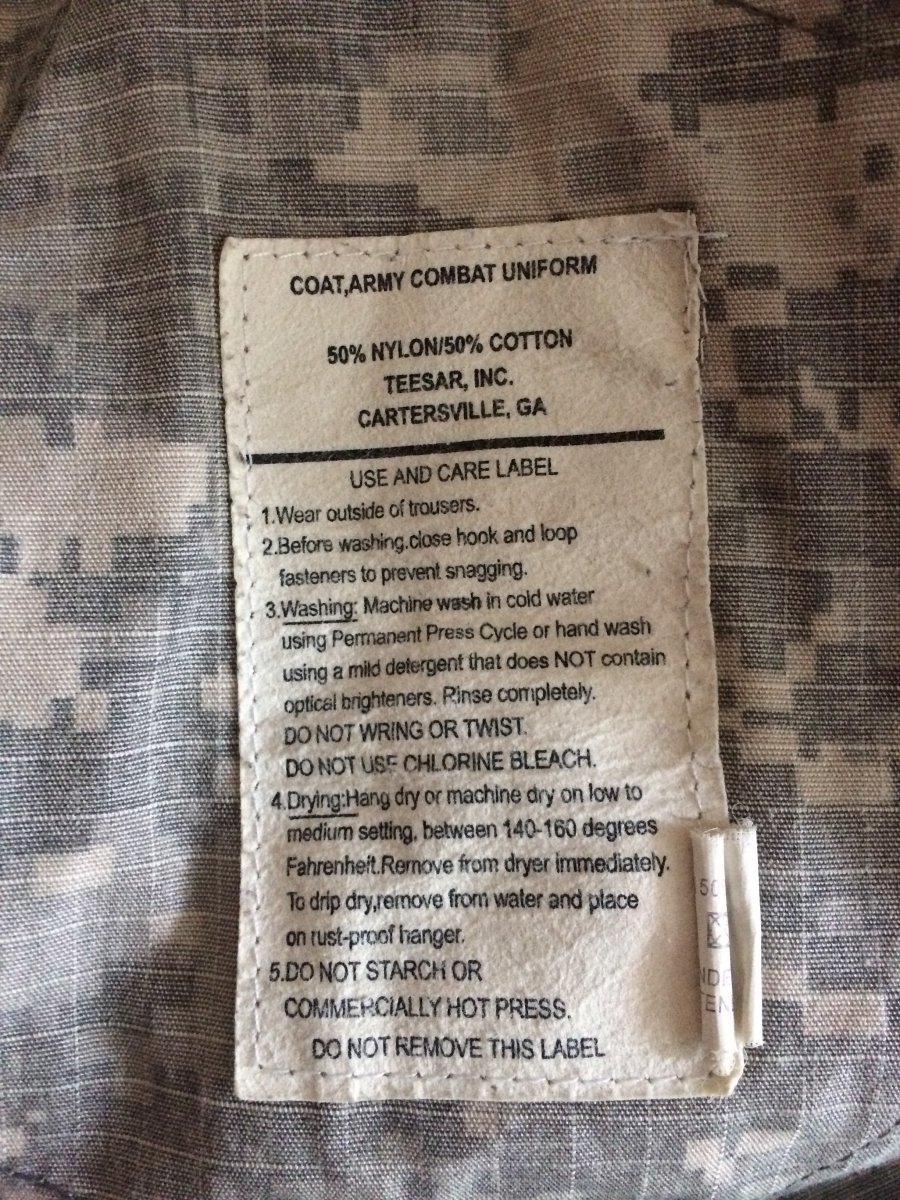 COAT,ARMY COMBAT UNIFORM
50% NYLON/50% COTTON
TEESAR, INC.
CARTERSVILLE, GA
USE AND CARE LABEL
1.Wear outside of trousers.
2.Before washing.close hook and loop
fasteners to prevent snagging.
3.Washing: Machine wash in cold water
using Permanent Press Cycle or hand wash
using a mild detergent that does NOT contain
optical brighteners. Rinse completely.
DO NOT WRING OR TWIST.
DO NOT USE CHLORINE BLEACH.
4.Drying:Hang dry or machine dry on low to
medium setting, between 140-160 degrees
Fahrenheit.Remove from dryer immediately.
To drip dry,remove from water and place
on rust-proof hanger.
5.DO NOT STARCH OR
COMMERCIALLY HOT PRESS.
DO NOT REMOVE THIS LABEL